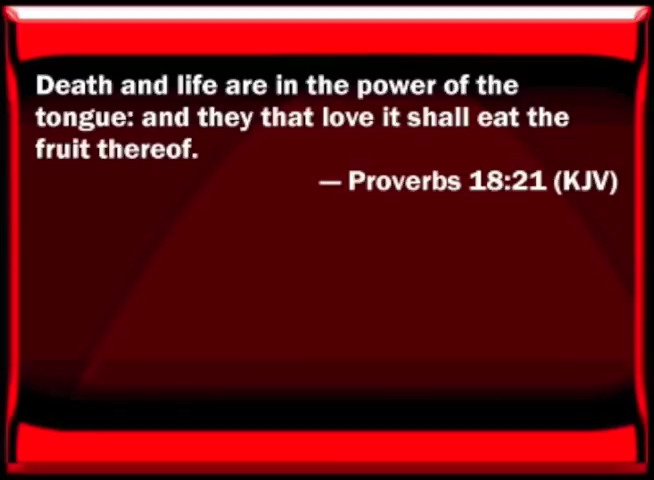 Death and life are in the power of the
tongue: and they that love it shall eat the
fruit thereof.
— Proverbs 18:21 (KJV)